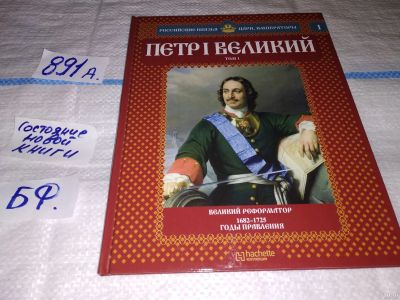 891А.
Состояние
новой
книги
БФ.
РОССИЙСКИЕ КНЯЗЬЯ ЦАРИ, ИМПЕРАТОРЫ 1
ПЕТР I ВЕЛИКИЙ
ТОМ 1
ВЕЛИКИЙ РЕФОРМАТОР
1682–1725
ГОДЫ ПРАВЛЕНИЯ
hachette